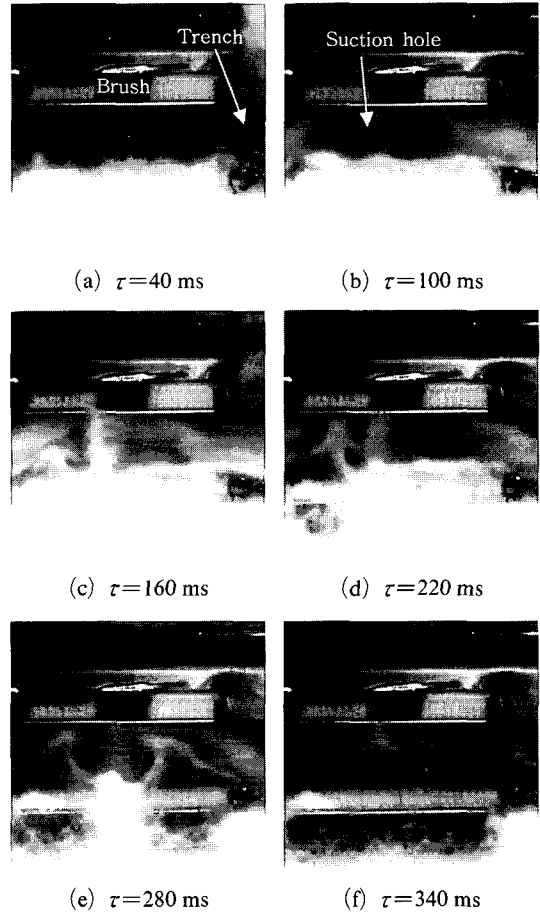 Trench
Brush
Suction hole
(a) τ=40 ms
(b) τ=100 ms
(c) τ=160 ms
(d) τ=220 ms
(e) τ=280 ms
(f) τ=340 ms